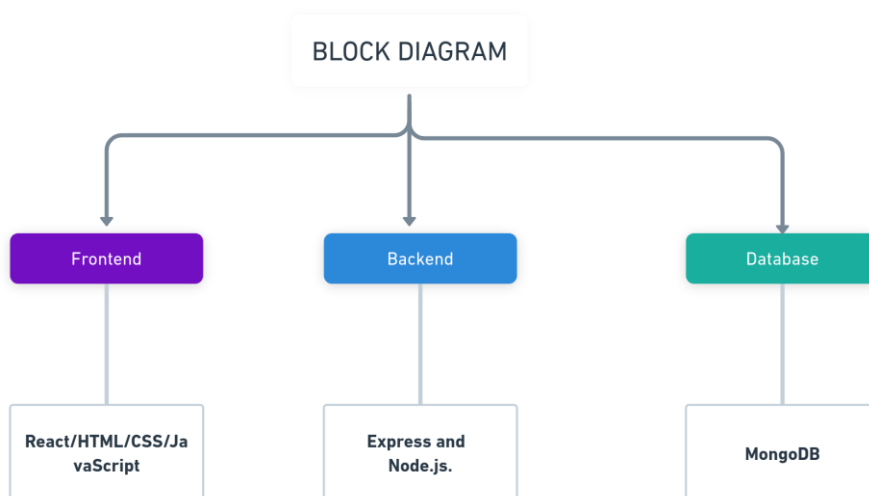 BLOCK DIAGRAM
Frontend
Backend
Database
React/HTML/CSS/Ja
vaScript
Express and
Node.js.
MongoDB